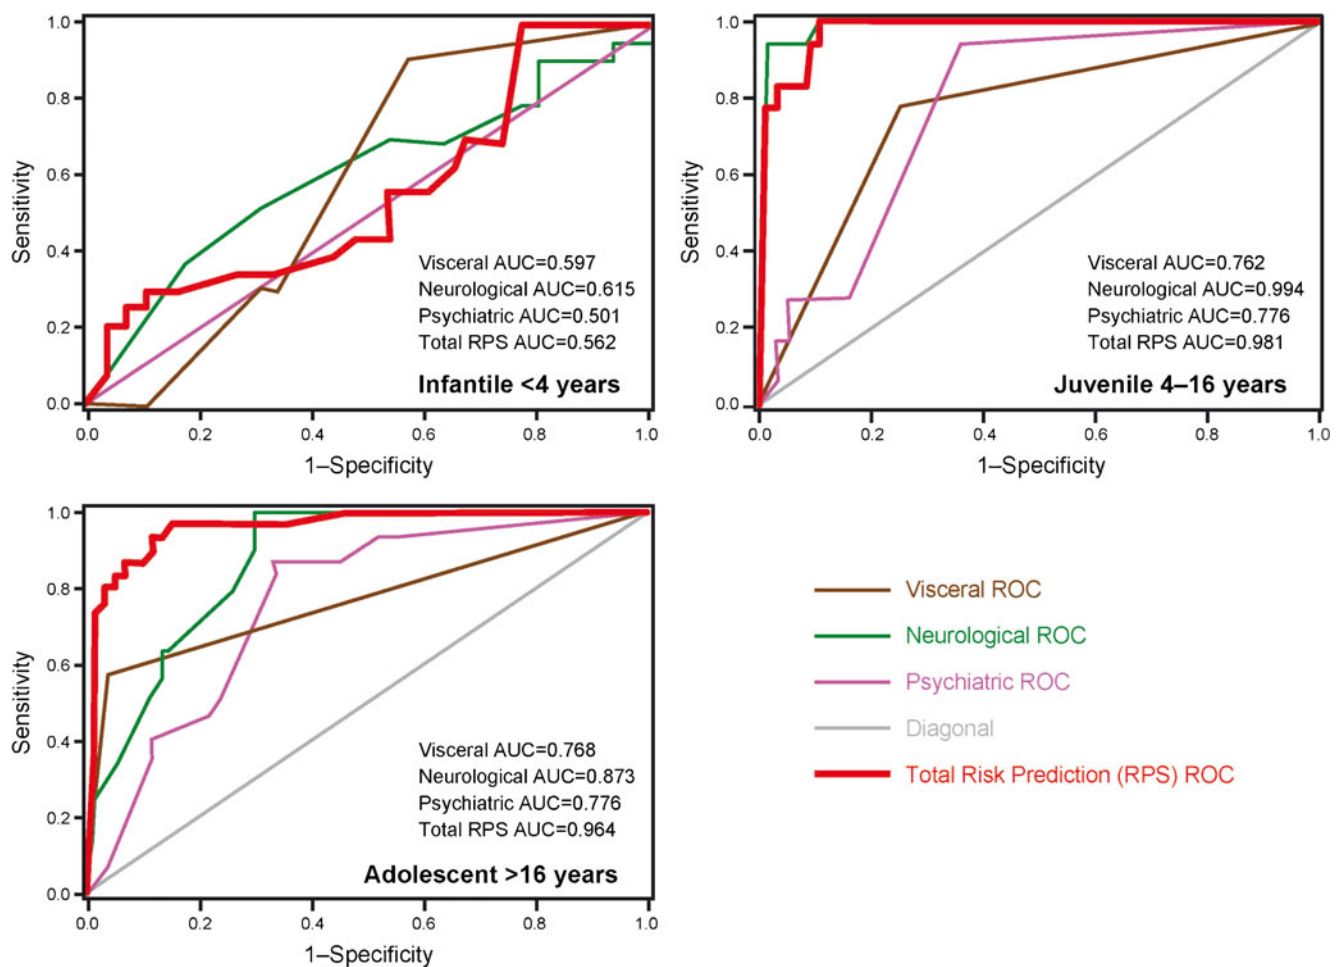 1.0
0.8
0.6
0.4
0.2
0.0
Sensitivity
Visceral AUC=0.597
Neurological AUC=0.615
Psychiatric AUC=0.501
Total RPS AUC=0.562
Infantile <4 years
0.0 0.2 0.4 0.6 0.8 1.0
1–Specificity
1.0
0.8
0.6
0.4
0.2
0.0
Sensitivity
Visceral AUC=0.762
Neurological AUC=0.994
Psychiatric AUC=0.776
Total RPS AUC=0.981
Juvenile 4–16 years
0.0 0.2 0.4 0.6 0.8 1.0
1–Specificity
1.0
0.8
0.6
0.4
0.2
0.0
Sensitivity
Visceral AUC=0.768
Neurological AUC=0.873
Psychiatric AUC=0.776
Total RPS AUC=0.964
Adolescent >16 years
0.0 0.2 0.4 0.6 0.8 1.0
1–Specificity
Visceral ROC
Neurological ROC
Psychiatric ROC
Diagonal
Total Risk Prediction (RPS) ROC